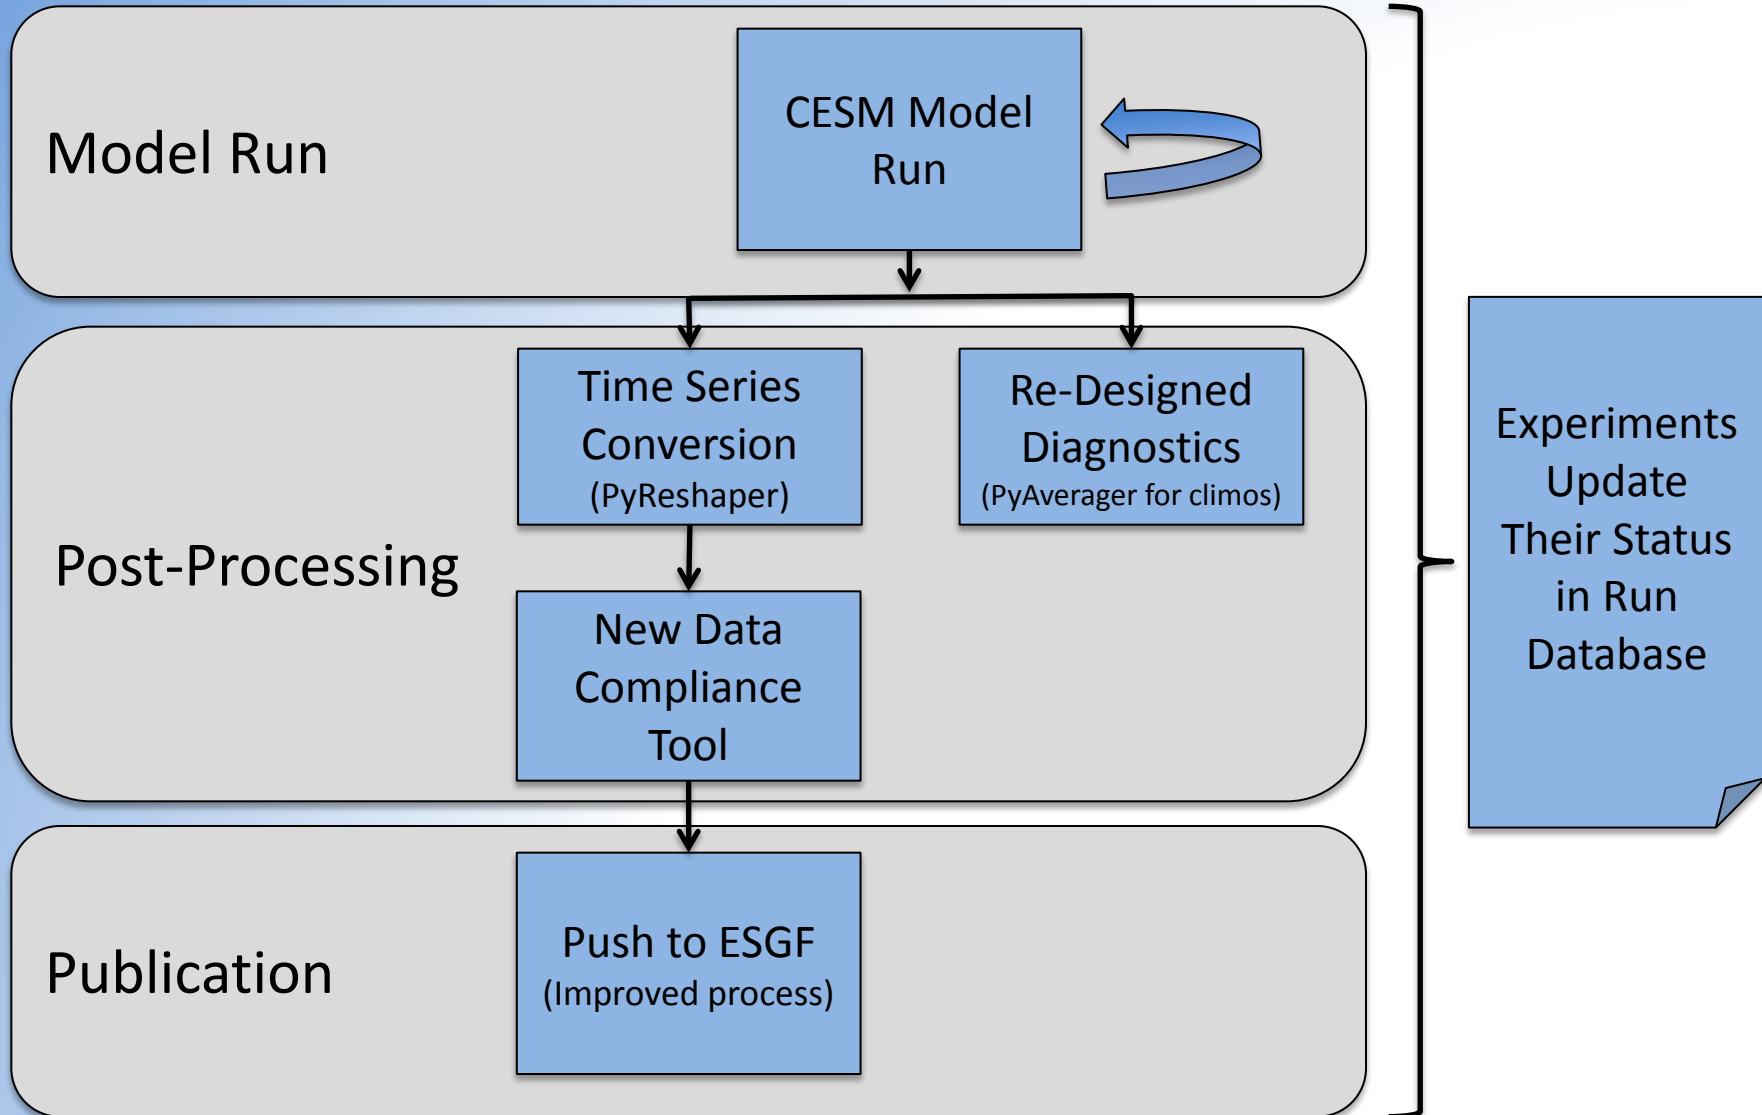 Model Run
CESM Model
Run
Post-Processing
Time Series
Conversion
(PyReshaper)
Re-Designed
Diagnostics
(PyAverager for climos)
New Data
Compliance
Tool
Publication
Push to ESGF
(Improved process)
Experiments
Update
Their Status
in Run
Database